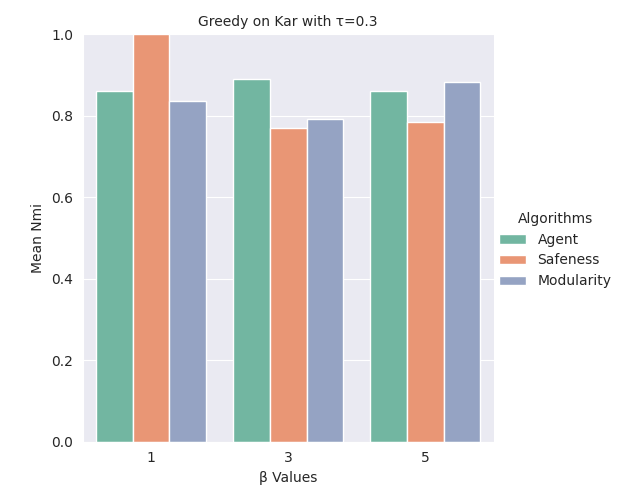 Greedy on Kar with τ=0.3
1.0
0.8
0.6
0.4
0.2
0.0
Mean Nmi
1 3 5
β Values
Algorithms
Agent
Safeness
Modularity